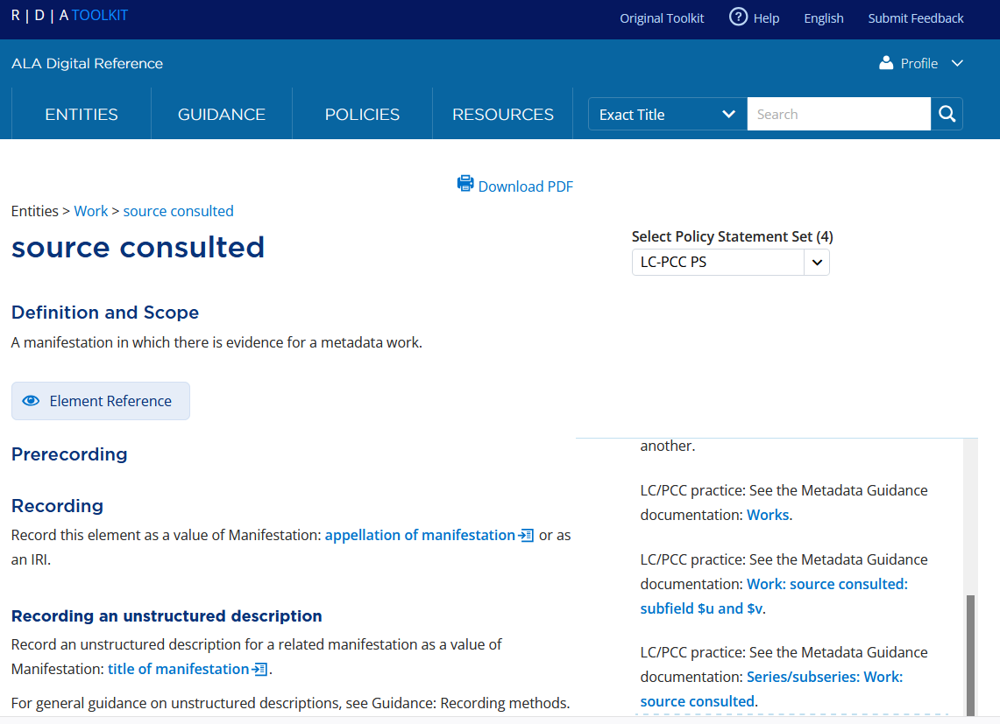 R | D | A TOOLKIT
Original Toolkit
? Help
English
Submit Feedback
ALA Digital Reference
Profile
ENTITIES
GUIDANCE
POLICIES
RESOURCES
Exact Title
Search
Download PDF
Entities > Work > source consulted
source consulted
Select Policy Statement Set (4)
LC-PCC PS
Definition and Scope
A manifestation in which there is evidence for a metadata work.
Element Reference
Prerecording
Recording
Record this element as a value of Manifestation: appellation of manifestation or as
an IRI.
Recording an unstructured description
Record an unstructured description for a related manifestation as a value of
Manifestation: title of manifestation.
For general guidance on unstructured descriptions, see Guidance: Recording methods.
another.
LC/PCC practice: See the Metadata Guidance
documentation: Works.
LC/PCC practice: See the Metadata Guidance
documentation: Work: source consulted:
subfield $u and $v.
LC/PCC practice: See the Metadata Guidance
documentation: Series/subseries: Work:
source consulted.